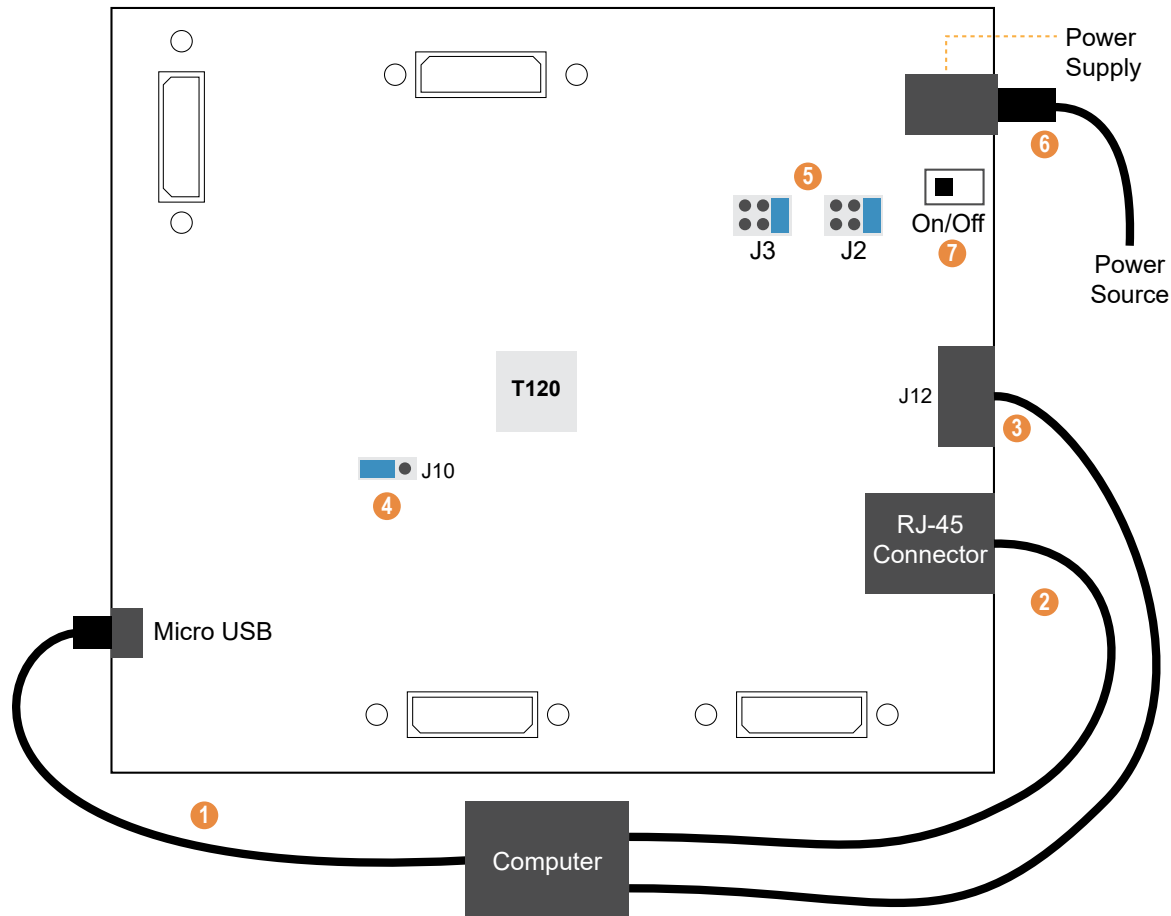 Power
Supply
6
5
On/Off
J3
J2
7
Power
Source
T120
J12
3
J10
4
RJ-45
Connector
2
Micro USB
1
Computer